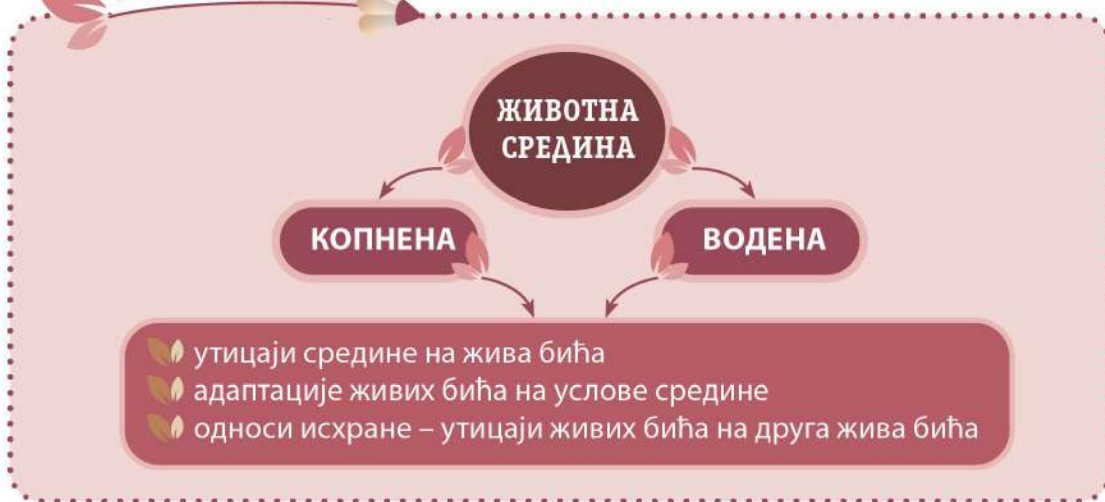 ЖИВОТНА
СРЕДИНА
КОПНЕНА
ВОДЕНА
утицаји средине на жива бића
адаптације живих бића на услове средине
односи исхране – утицаји живих бића на друга жива бића